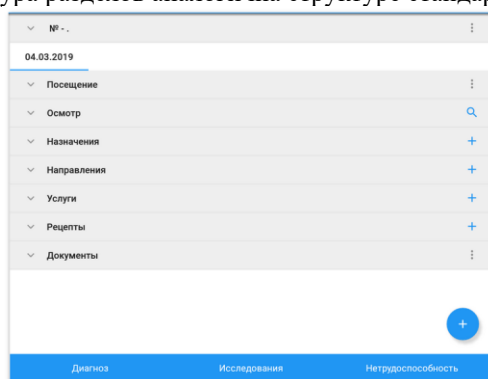 № - .
04.03.2019
Посещение
Осмотр
Назначения
Направления
Услуги
Рецепты
Документы
Диагноз Исследования Нетрудоспособность